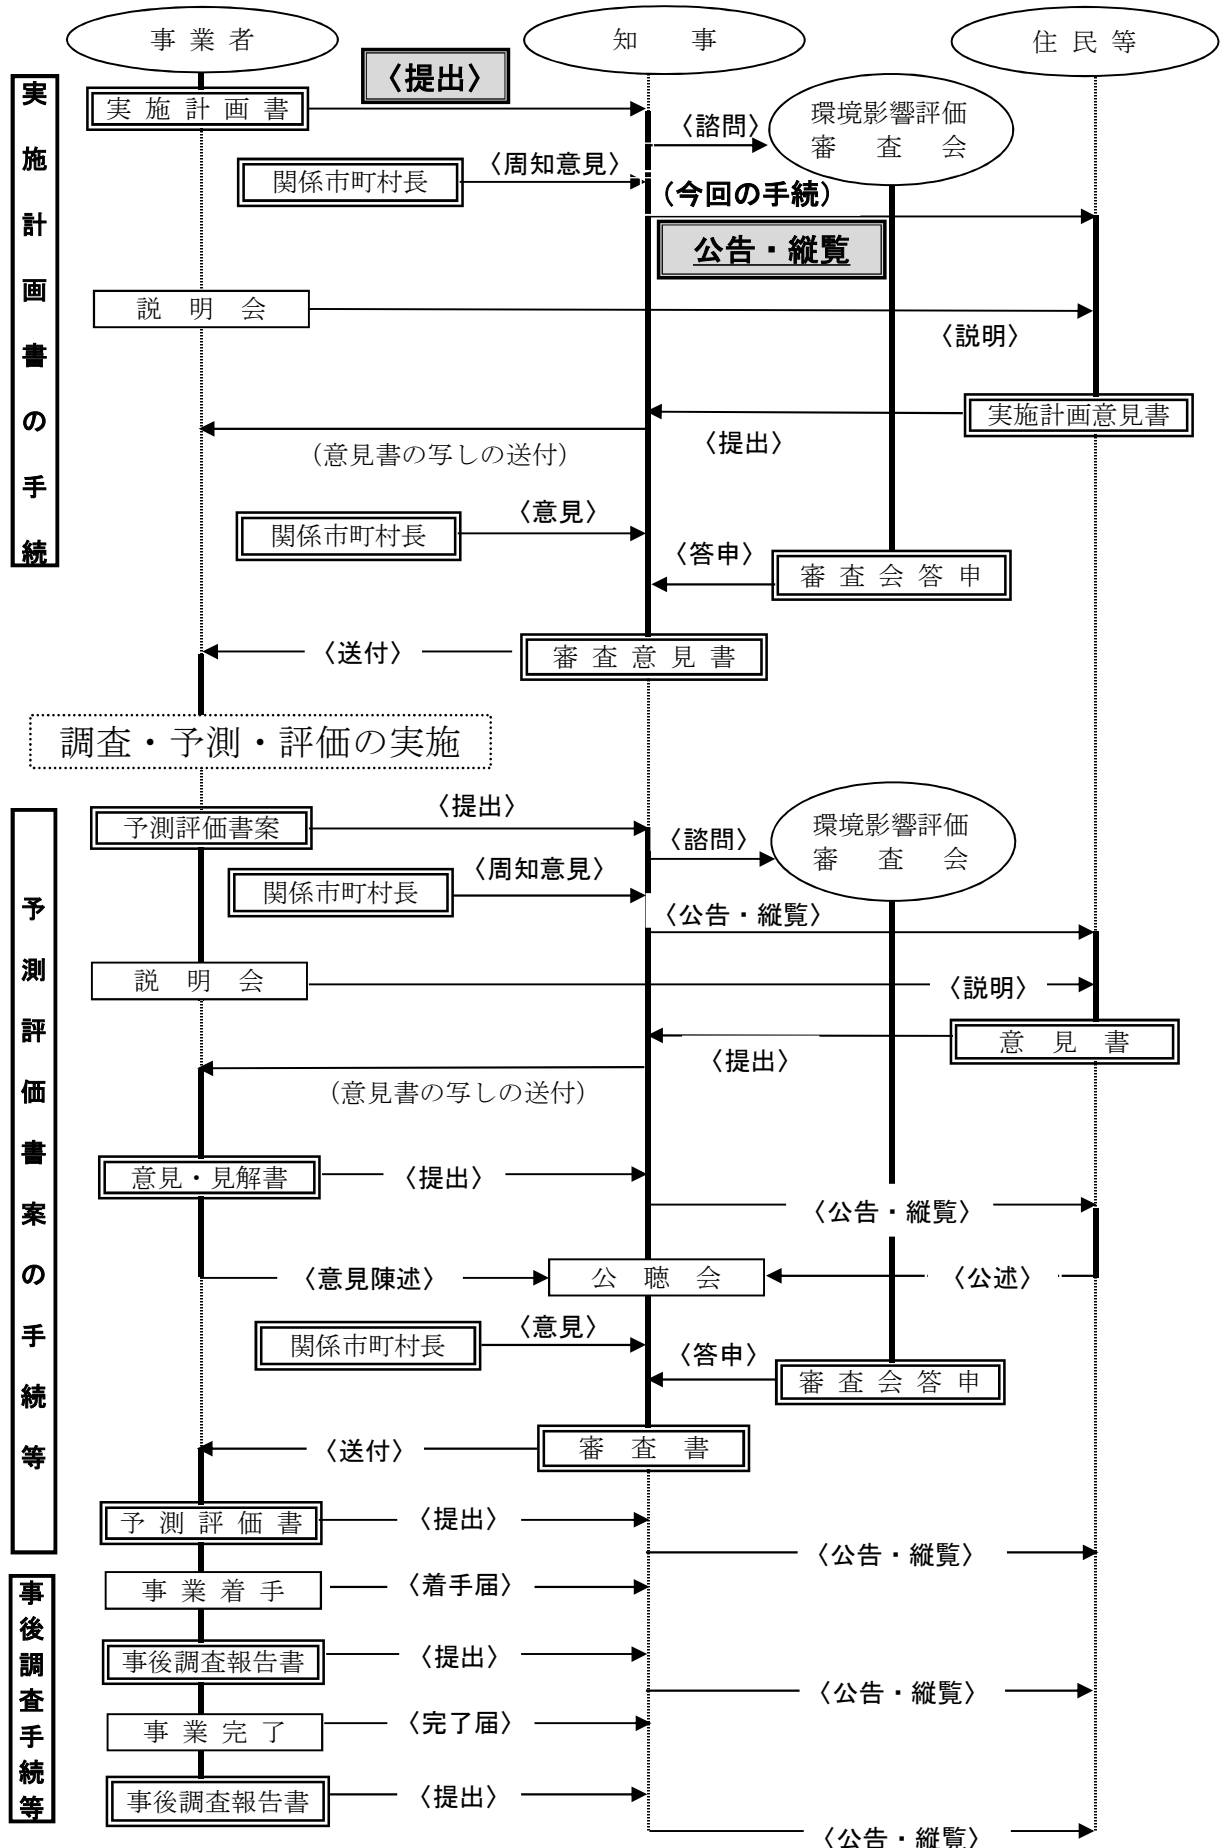 事業者
知　事
住民等
実施計画書の手続
〈提出〉
実施計画書
環境影響評価
審　査　会
〈諮問〉
〈周知意見〉
関係市町村長
（今回の手続）
公告・縦覧
説　明　会
〈説明〉
実施計画意見書
〈提出〉
（意見書の写しの送付）
〈意見〉
関係市町村長
〈答申〉
審査会答申
〈送付〉
審査意見書
調査・予測・評価の実施
予測評価書案の手続等
予測評価書案
〈提出〉
〈諮問〉
環境影響評価
審　査　会
〈周知意見〉
関係市町村長
〈公告・縦覧〉
説　明　会
〈説明〉
意　見　書
〈提出〉
（意見書の写しの送付）
意見・見解書
〈提出〉
〈公告・縦覧〉
〈意見陳述〉
公　聴　会
〈公述〉
〈意見〉
関係市町村長
〈答申〉
審査会答申
〈送付〉
審　査　書
予測評価書
〈提出〉
〈公告・縦覧〉
事後調査手続等
事業着手
〈着手届〉
事後調査報告書
〈提出〉
〈公告・縦覧〉
事業完了
〈完了届〉
事後調査報告書
〈提出〉
〈公告・縦覧〉